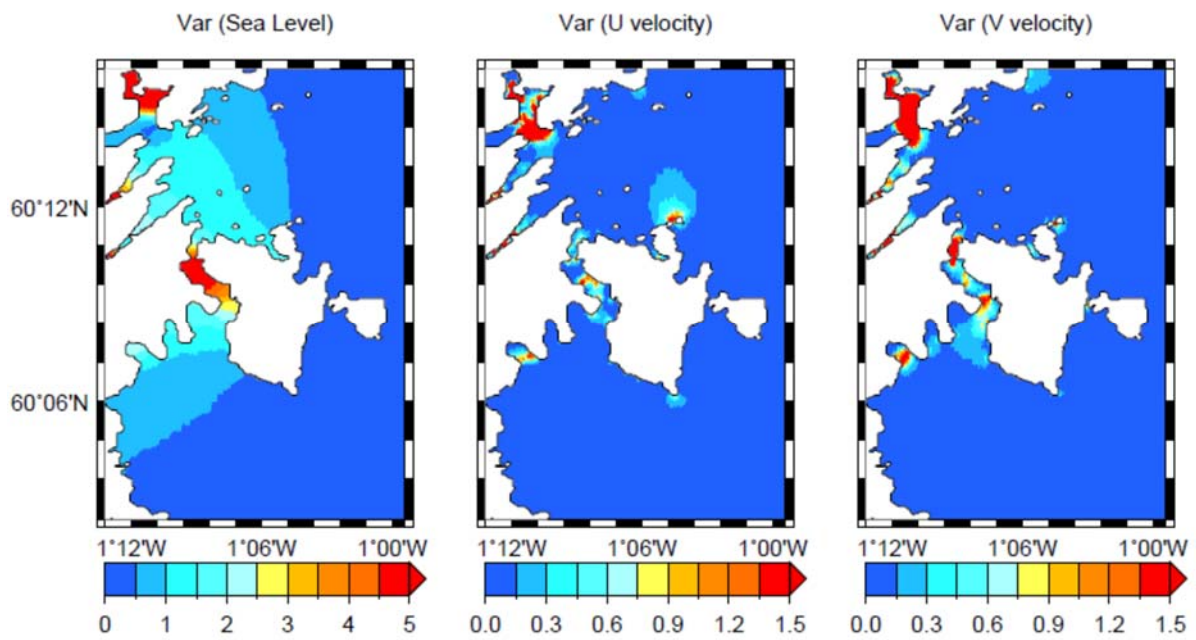 Var (Sea Level) Var (U velocity) Var (V velocity)
60°12'N
60°06'N
1°12'W 1°06'W 1°00'W 1°12'W 1°06'W 1°00'W 1°12'W 1°06'W 1°00'W
0 1 2 3 4 5 0.0 0.3 0.6 0.9 1.2 1.5 0.0 0.3 0.6 0.9 1.2 1.5